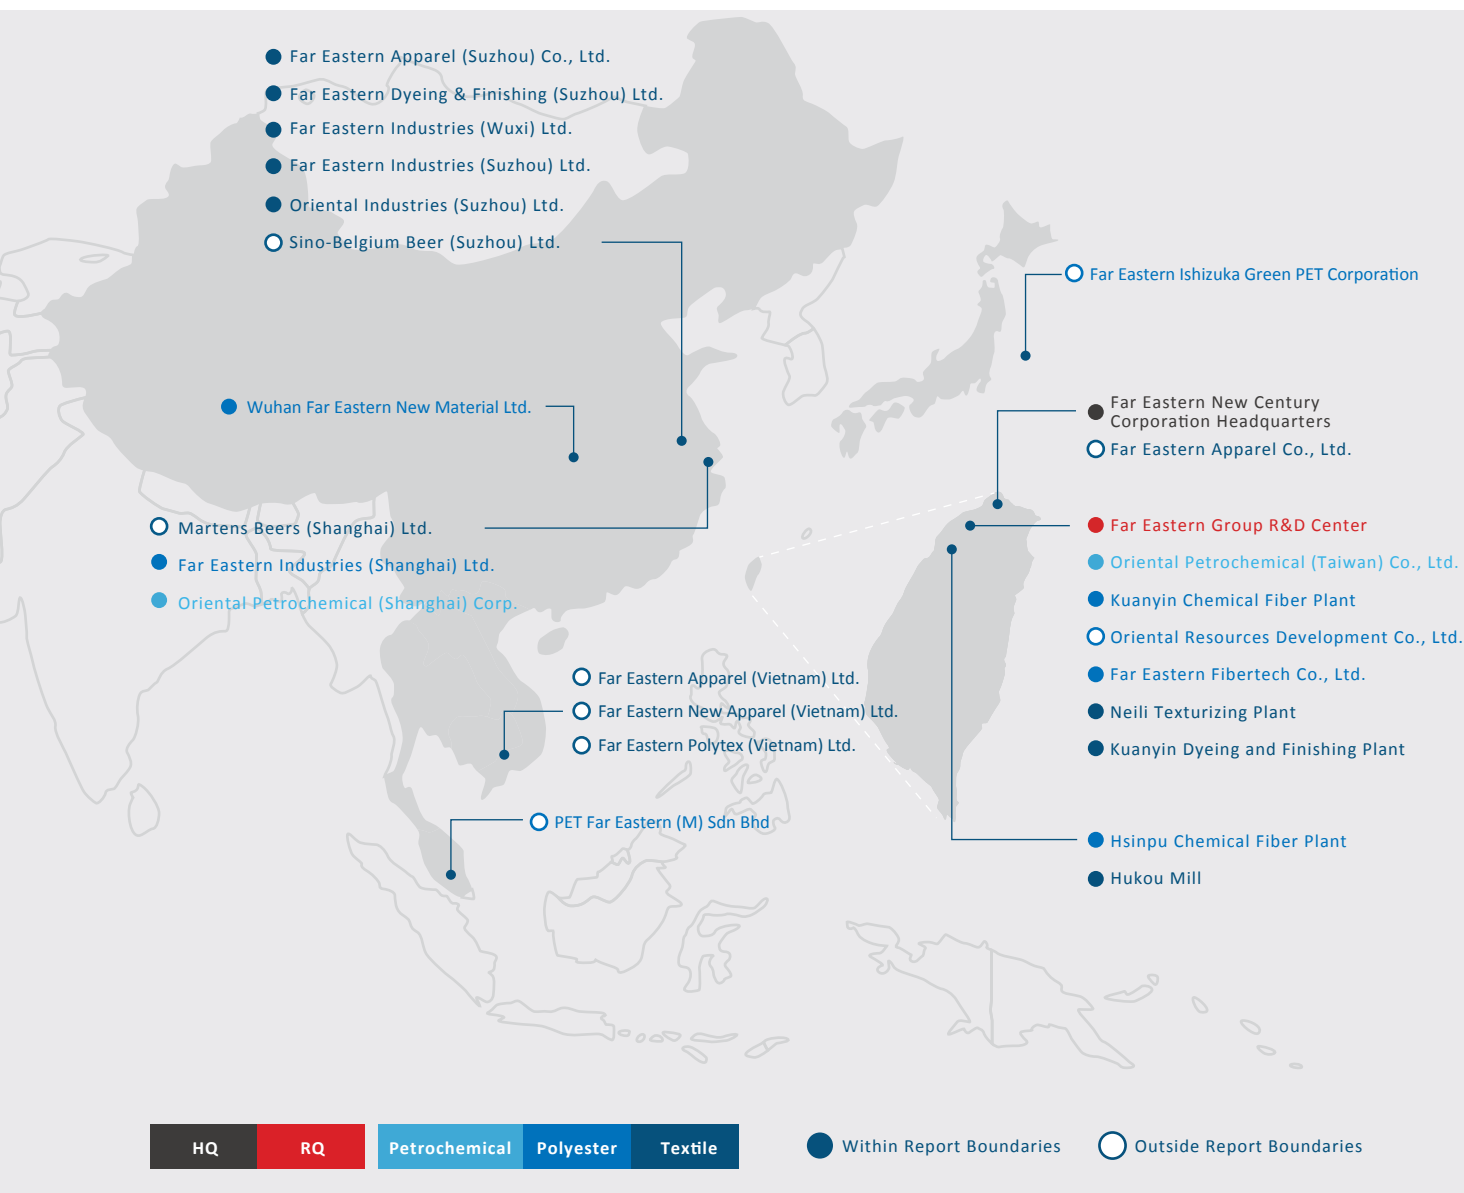 Far Eastern Apparel (Suzhou) Co., Ltd.
Far Eastern Dyeing & Finishing (Suzhou) Ltd.
Far Eastern Industries (Wuxi) Ltd.
Far Eastern Industries (Suzhou) Ltd.
Oriental Industries (Suzhou) Ltd.
Sino-Belgium Beer (Suzhou) Ltd.
Far Eastern Ishizuka Green PET Corporation
Wuhan Far Eastern New Material Ltd.
Far Eastern New Century
Corporation Headquarters
Far Eastern Apparel Co., Ltd.
Martens Beers (Shanghai) Ltd.
Far Eastern Industries (Shanghai) Ltd.
Oriental Petrochemical (Shanghai) Corp.
Far Eastern Group R&D Center
Oriental Petrochemical (Taiwan) Co., Ltd.
Kuanyin Chemical Fiber Plant
Oriental Resources Development Co., Ltd.
Far Eastern Fibertech Co., Ltd.
Neili Texturizing Plant
Kuanyin Dyeing and Finishing Plant
Far Eastern Apparel (Vietnam) Ltd.
Far Eastern New Apparel (Vietnam) Ltd.
Far Eastern Polytex (Vietnam) Ltd.
PET Far Eastern (M) Sdn Bhd
Hsinpu Chemical Fiber Plant
Hukou Mill
HQ
RQ
Petrochemical
Polyester
Textile
Within Report Boundaries
Outside Report Boundaries